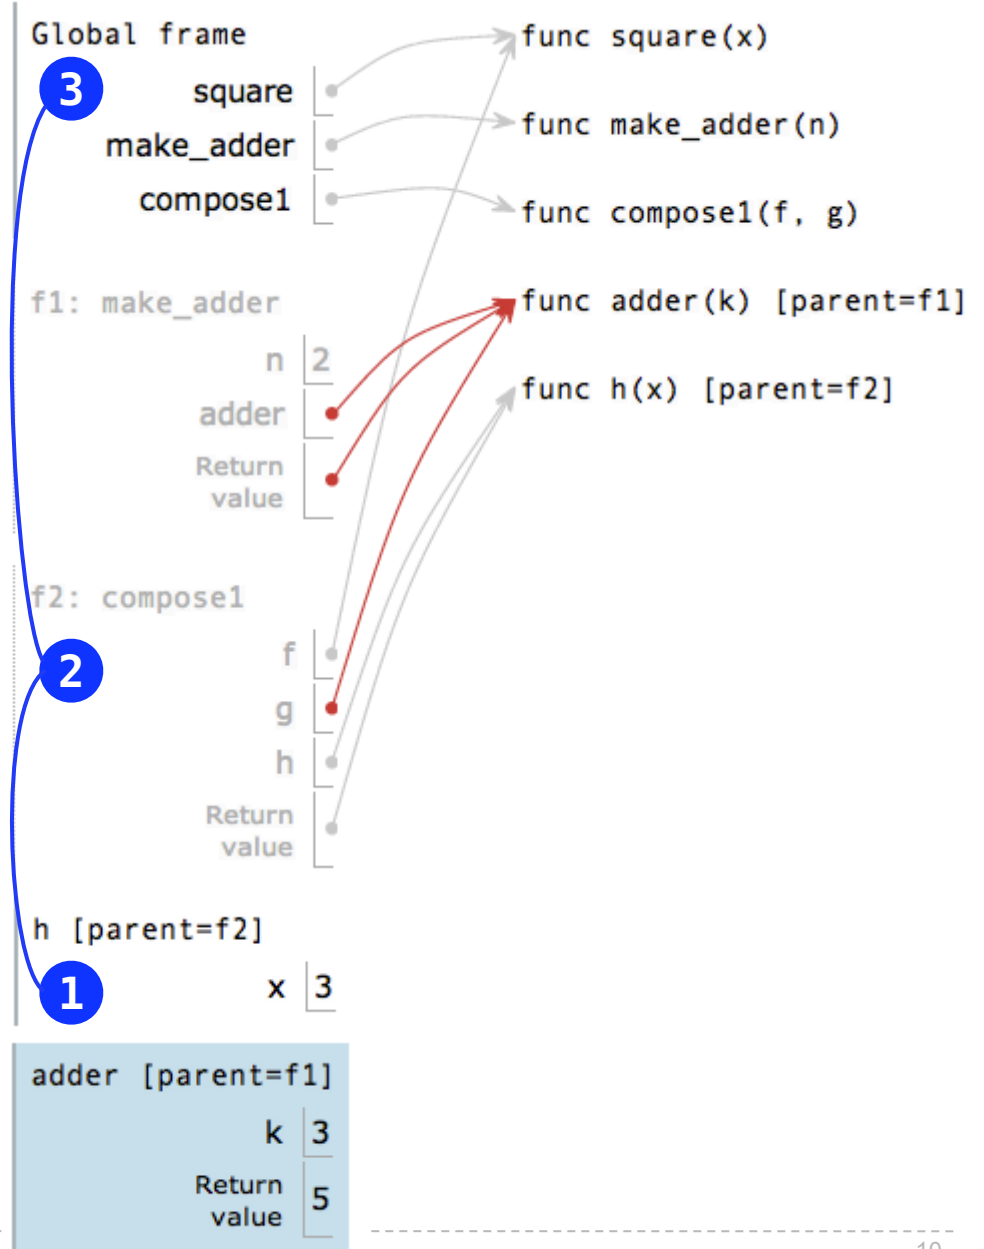 Global frame
func square(x)
3
square
func make_adder(n)
make_adder
compose1
func compose1(f, g)
f1: make_adder
func adder(k) [parent=f1]
n 2
func h(x) [parent=f2]
adder
Return
value
f2: compose1
f
2
g
h
Return
value
h [parent=f2]
x 3
1
adder [parent=f1]
k 3
Return
value
5